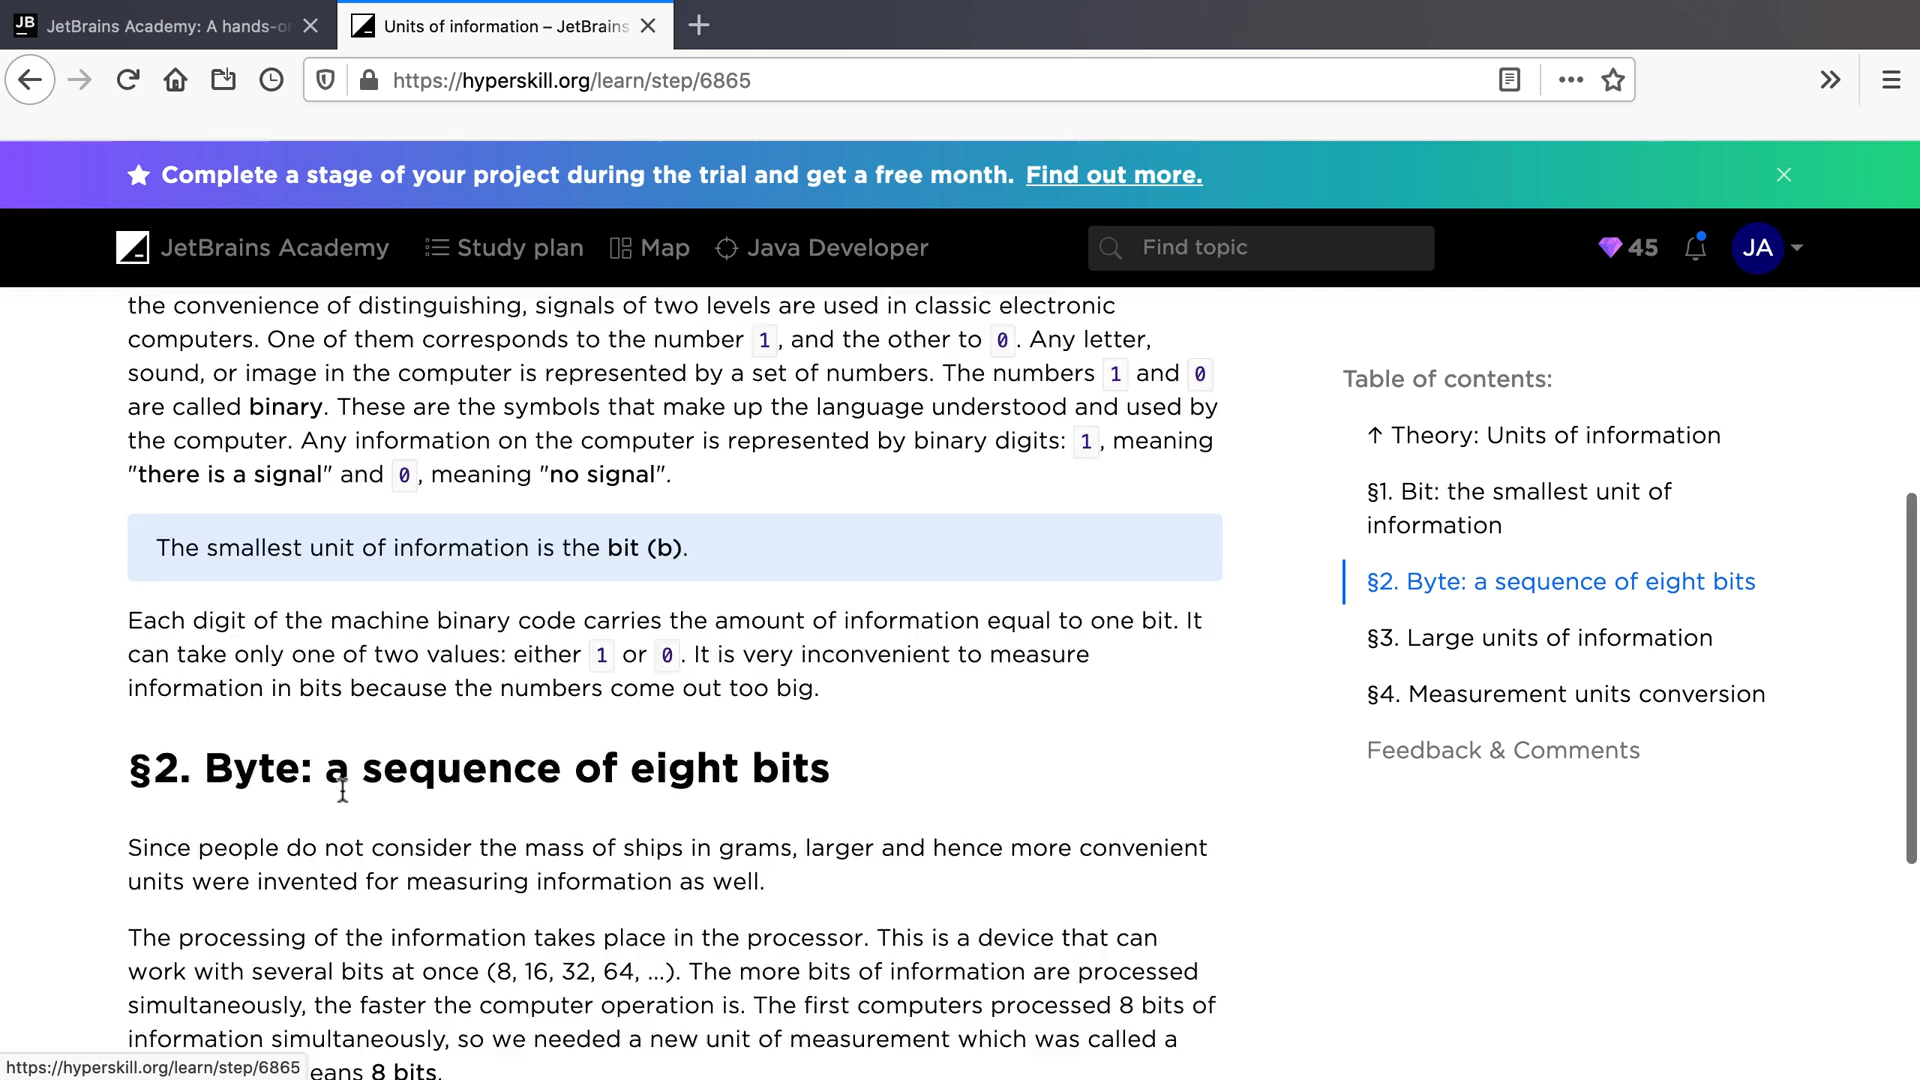 JB JetBrains Academy: A hands-o
Units of information – JetBrains
https://hyperskill.org/learn/step/6865
Complete a stage of your project during the trial and get a free month. Find out more.
JetBrains Academy Study plan Map Java Developer Find topic 45 JA
the convenience of distinguishing, signals of two levels are used in classic electronic
computers. One of them corresponds to the number 1, and the other to 0. Any letter,
sound, or image in the computer is represented by a set of numbers. The numbers 1 and 0
are called binary. These are the symbols that make up the language understood and used by
the computer. Any information on the computer is represented by binary digits: 1, meaning
"there is a signal" and 0, meaning "no signal".
The smallest unit of information is the bit (b).
Each digit of the machine binary code carries the amount of information equal to one bit. It
can take only one of two values: either 1 or 0. It is very inconvenient to measure
information in bits because the numbers come out too big.
§2. Byte: a sequence of eight bits
Since people do not consider the mass of ships in grams, larger and hence more convenient
units were invented for measuring information as well.
The processing of the information takes place in the processor. This is a device that can
work with several bits at once (8, 16, 32, 64, ...). The more bits of information are processed
simultaneously, the faster the computer operation is. The first computers processed 8 bits of
information simultaneously, so we needed a new unit of measurement which was called a
eans 8 bits.
Table of contents:
↑ Theory: Units of information
§1. Bit: the smallest unit of
information
§2. Byte: a sequence of eight bits
§3. Large units of information
§4. Measurement units conversion
Feedback & Comments
https://hyperskill.org/learn/step/6865